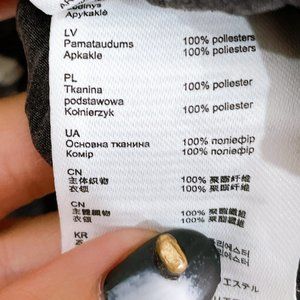 Apykaklė
LV
Pamataudums 100% poliesters
Apkakle 100% poliesters
PL
Tkanina 100% poliester
podstawowa
Kołnierzyk 100% poliester
UA
Основна тканина 100% поліефір
Комір 100% поліефір
CN
主体织物 100% 聚酯纤维
衣领 100% 聚酯纤维
CN
主體織物 100% 聚酯纖維
衣領 100% 聚酯纖維
KR